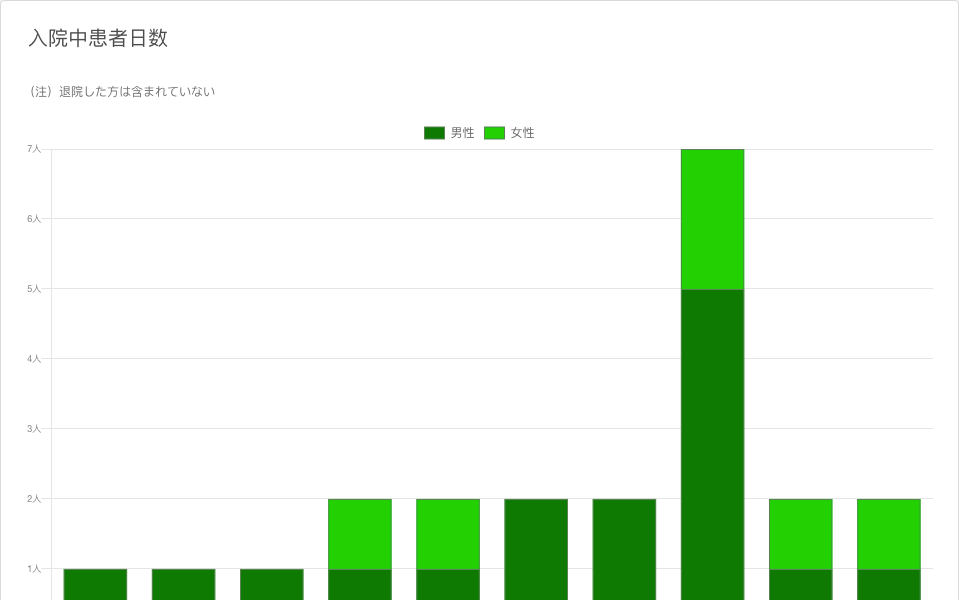 入院中患者日数
（注）退院した方は含まれていない
男性 女性
7人
6人
5人
4人
3人
2人
1人